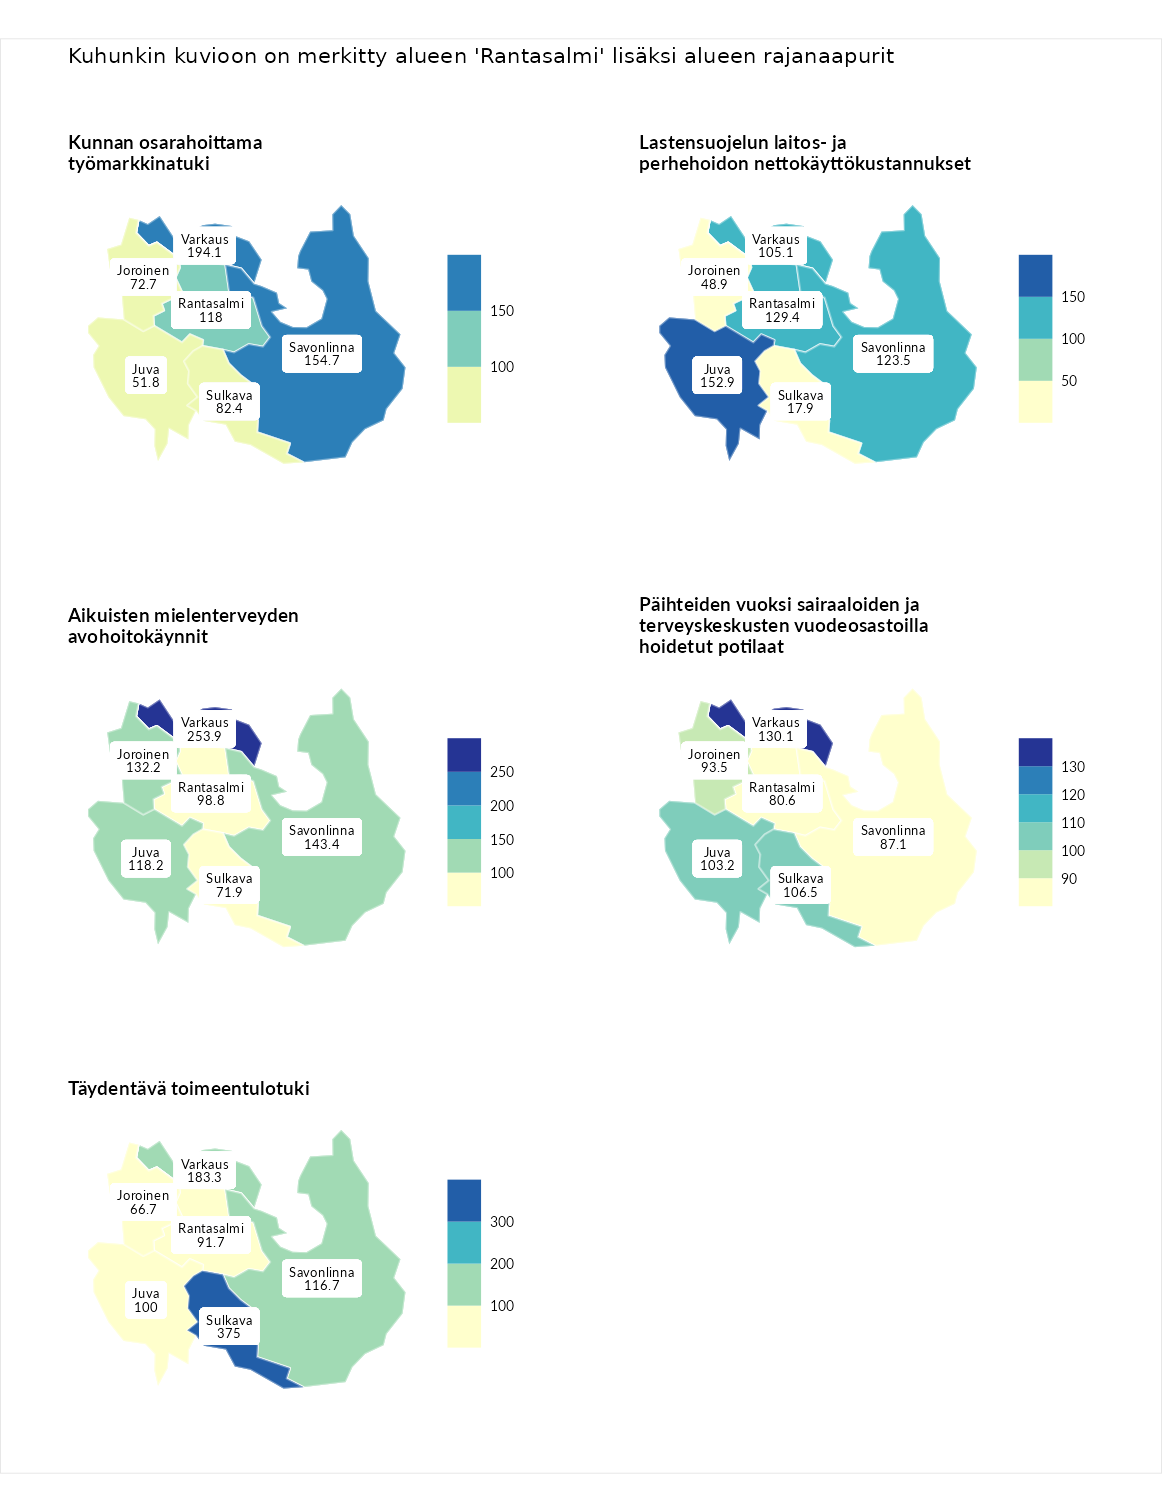 Kuhunkin kuvioon on merkitty alueen 'Rantasalmi' lisäksi alueen rajanaapurit
Kunnan osarahoittama
työmarkkinatuki
Varkaus
194.1
Joroinen
72.7
Rantasalmi
118
Savonlinna
154.7
Juva
51.8
Sulkava
82.4
150
100
Lastensuojelun laitos- ja
perhehoidon nettokäyttökustannukset
Varkaus
105.1
Joroinen
48.9
Rantasalmi
129.4
Savonlinna
123.5
Juva
152.9
Sulkava
17.9
150
100
50
Aikuisten mielenterveyden
avohoitokäynnit
Varkaus
253.9
Joroinen
132.2
Rantasalmi
98.8
Savonlinna
143.4
Juva
118.2
Sulkava
71.9
250
200
150
100
Päihteiden vuoksi sairaaloiden ja
terveyskeskusten vuodeosastoilla
hoidetut potilaat
Varkaus
130.1
Joroinen
93.5
Rantasalmi
80.6
Savonlinna
87.1
Juva
103.2
Sulkava
106.5
130
120
110
100
90
Täydentävä toimeentulotuki
Varkaus
183.3
Joroinen
66.7
Rantasalmi
91.7
Savonlinna
116.7
Juva
100
Sulkava
375
300
200
100